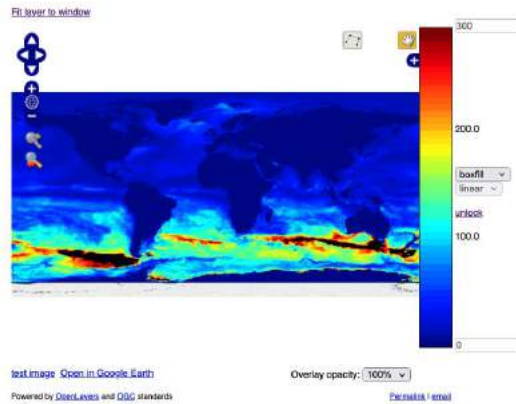 Fit layer to window
300
200.0
boxfill
linear
unlock
100.0
0
test image Open in Google Earth
Overlay opacity: 100%
Powered by OpenLayers and OGC standards
Permalink | email